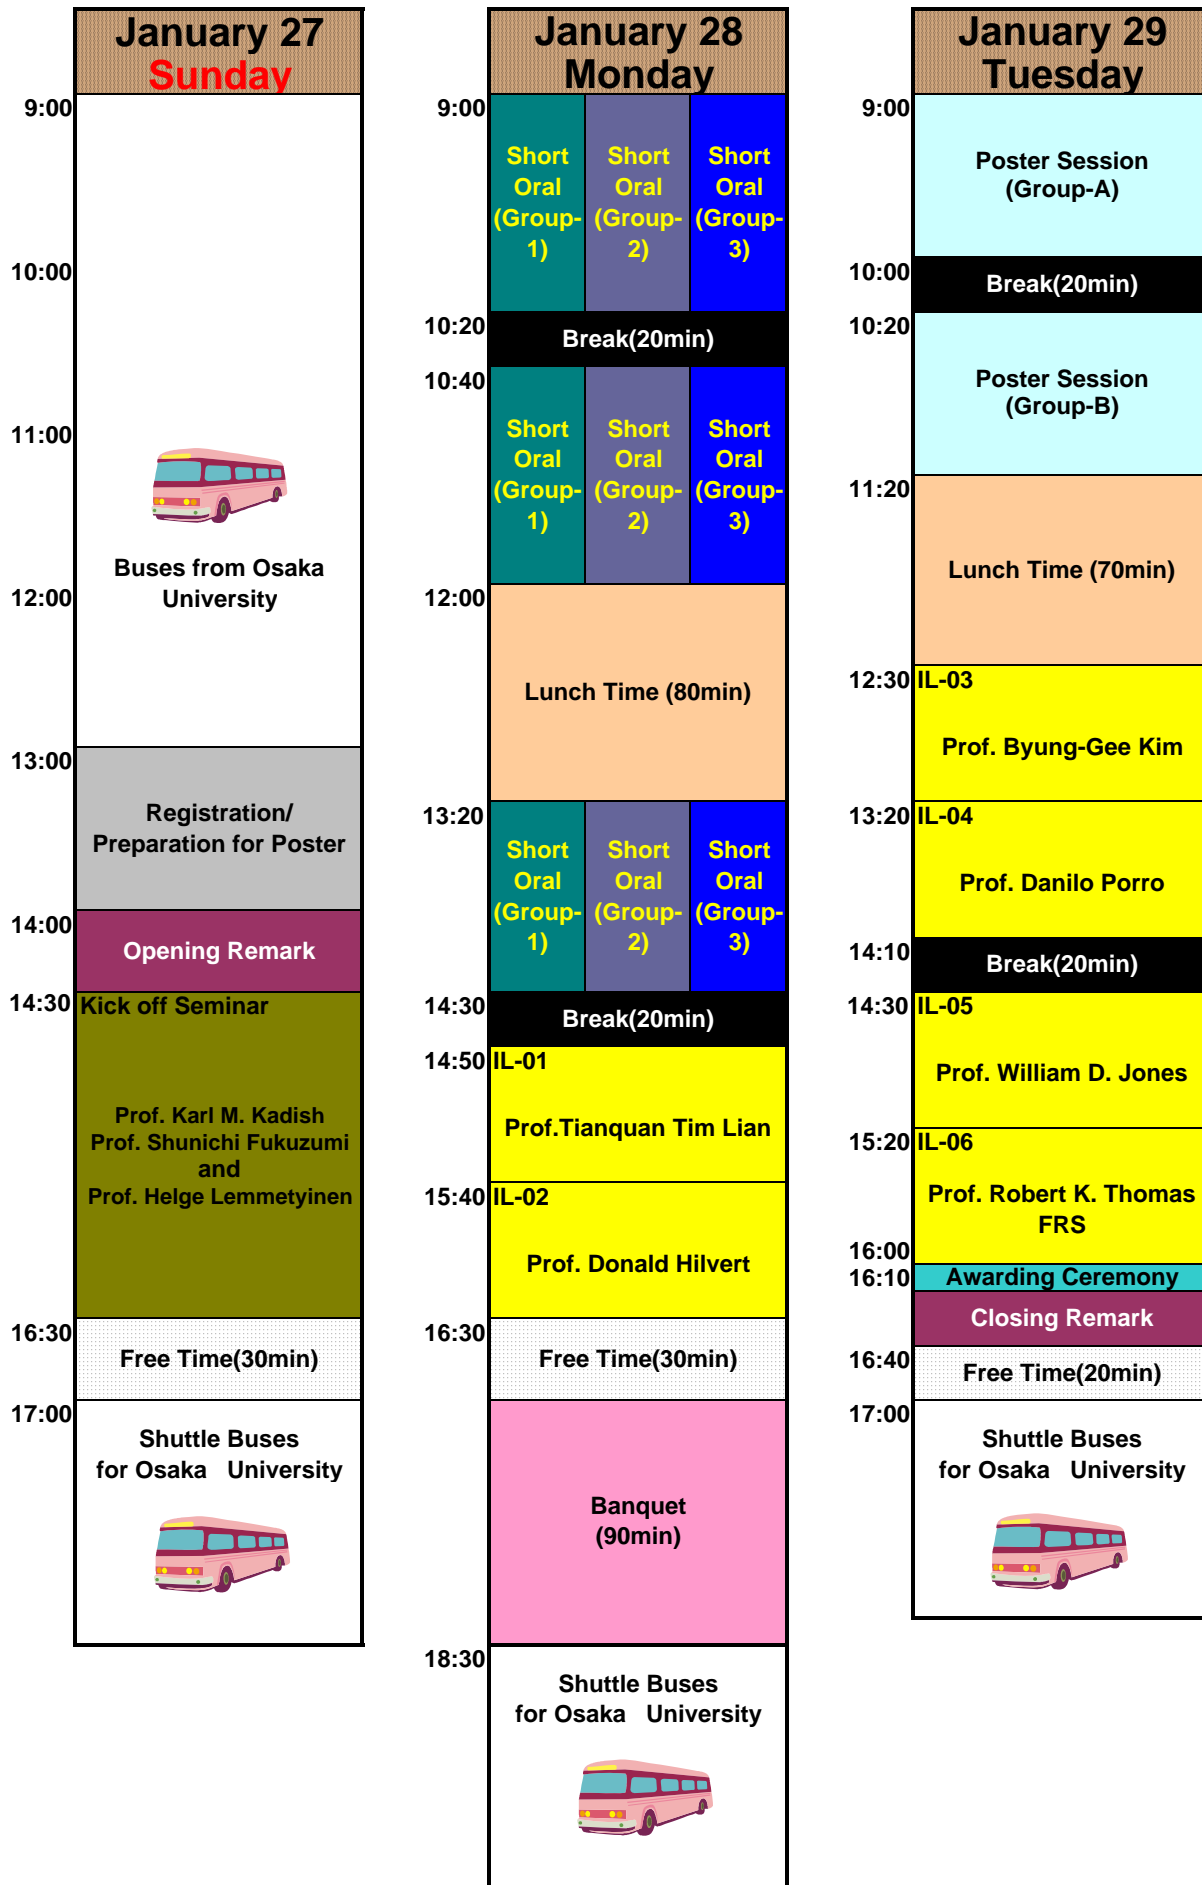 January 27
Sunday
9:00
10:00
11:00
Buses from Osaka
University
12:00
13:00
Registration/
Preparation for Poster
14:00
Opening Remark
14:30
Kick off Seminar
Prof. Karl M. Kadish
Prof. Shunichi Fukuzumi
and
Prof. Helge Lemmetyinen
16:30
Free Time(30min)
17:00
Shuttle Buses
for Osaka University
January 28
Monday
9:00
Short
Oral
(Group-
1)
Short
Oral
(Group-
2)
Short
Oral
(Group-
3)
10:20
Break(20min)
10:40
Short
Oral
(Group-
1)
Short
Oral
(Group-
2)
Short
Oral
(Group-
3)
12:00
Lunch Time (80min)
13:20
Short
Oral
(Group-
1)
Short
Oral
(Group-
2)
Short
Oral
(Group-
3)
14:30
Break(20min)
14:50
IL-01
Prof.Tianquan Tim Lian
15:40
IL-02
Prof. Donald Hilvert
16:30
Free Time(30min)
Banquet
(90min)
18:30
Shuttle Buses
for Osaka University
January 29
Tuesday
9:00
Poster Session
(Group-A)
10:00
Break(20min)
10:20
Poster Session
(Group-B)
11:20
Lunch Time (70min)
12:30
IL-03
Prof. Byung-Gee Kim
13:20
IL-04
Prof. Danilo Porro
14:10
Break(20min)
14:30
IL-05
Prof. William D. Jones
15:20
IL-06
Prof. Robert K. Thomas
FRS
16:00
16:10
Awarding Ceremony
Closing Remark
16:40
Free Time(20min)
17:00
Shuttle Buses
for Osaka University